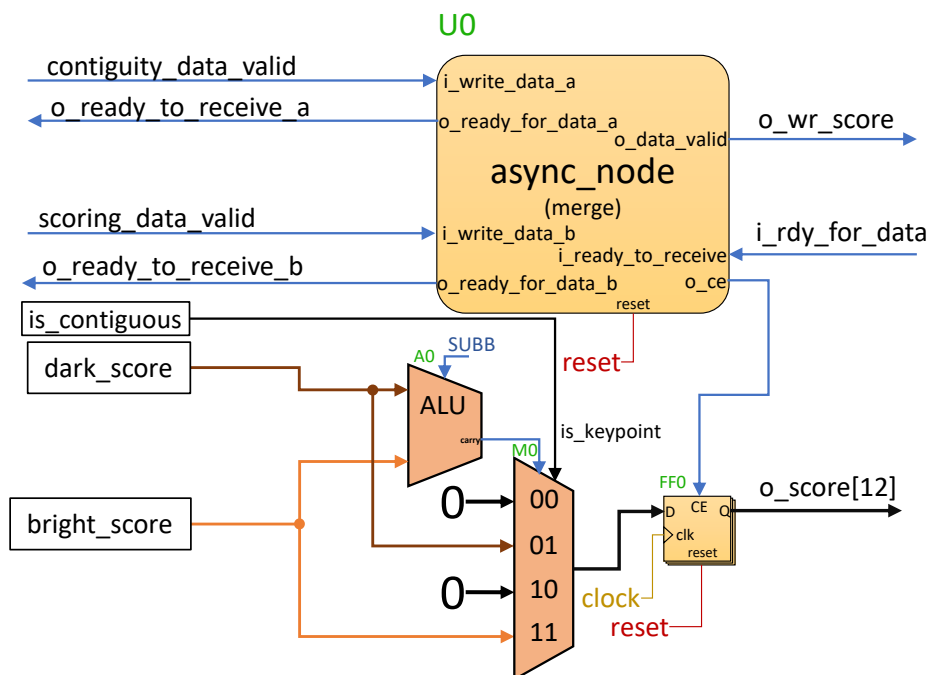 U0
contiguity_data_valid
i_write_data_a
o_ready_to_receive_a
o_ready_for_data_a
o_data_valid
o_wr_score
async_node
(merge)
scoring_data_valid
i_write_data_b
i_ready_to_receive
i_rdy_for_data
o_ready_to_receive_b
o_ready_for_data_b
o_ce
reset
is_contiguous
reset
dark_score
A0
SUBB
ALU
carry
is_keypoint
M0
0
00
FF0
o_score[12]
bright_score
D
CE
Q
clk
reset
01
0
10
clock
11
reset